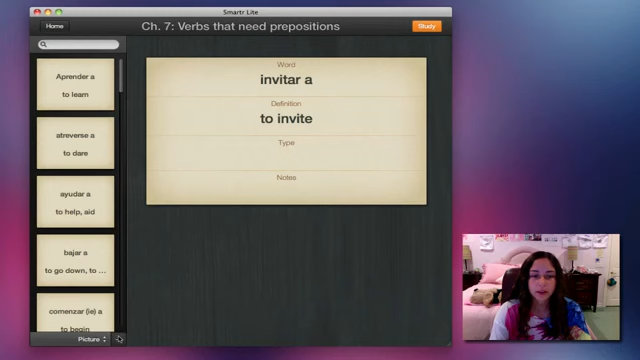 Smartr Lite
Home
Ch. 7: Verbs that need prepositions
Study
Aprender a
to learn
atreverse a
to dare
ayudar a
to help, aid
bajar a
to go down, to ...
comenzar (ie) a
to begin
Picture
Word
invitar a
Definition
to invite
Type
Notes